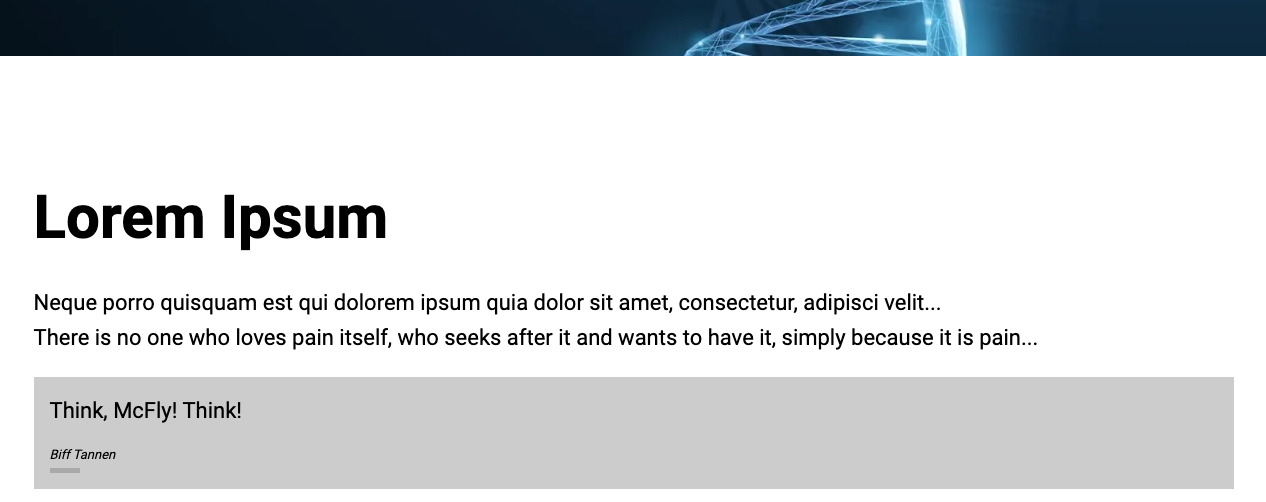 Lorem Ipsum
Neque porro quisquam est qui dolorem ipsum quia dolor sit amet, consectetur, adipisci velit...
There is no one who loves pain itself, who seeks after it and wants to have it, simply because it is pain...
Think, McFly! Think!
Biff Tannen